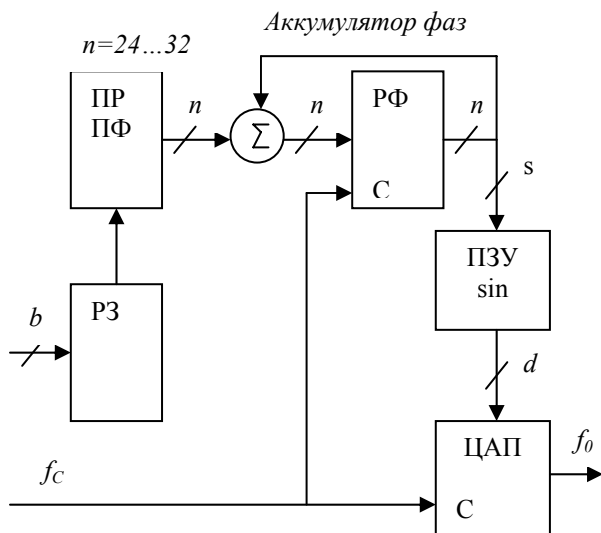 Аккумулятор фаз
n=24...32
ПР
ПФ
n
Σ
n
РФ
С
n
s
ПЗУ
sin
b
РЗ
d
ЦАП
С
f0
fC